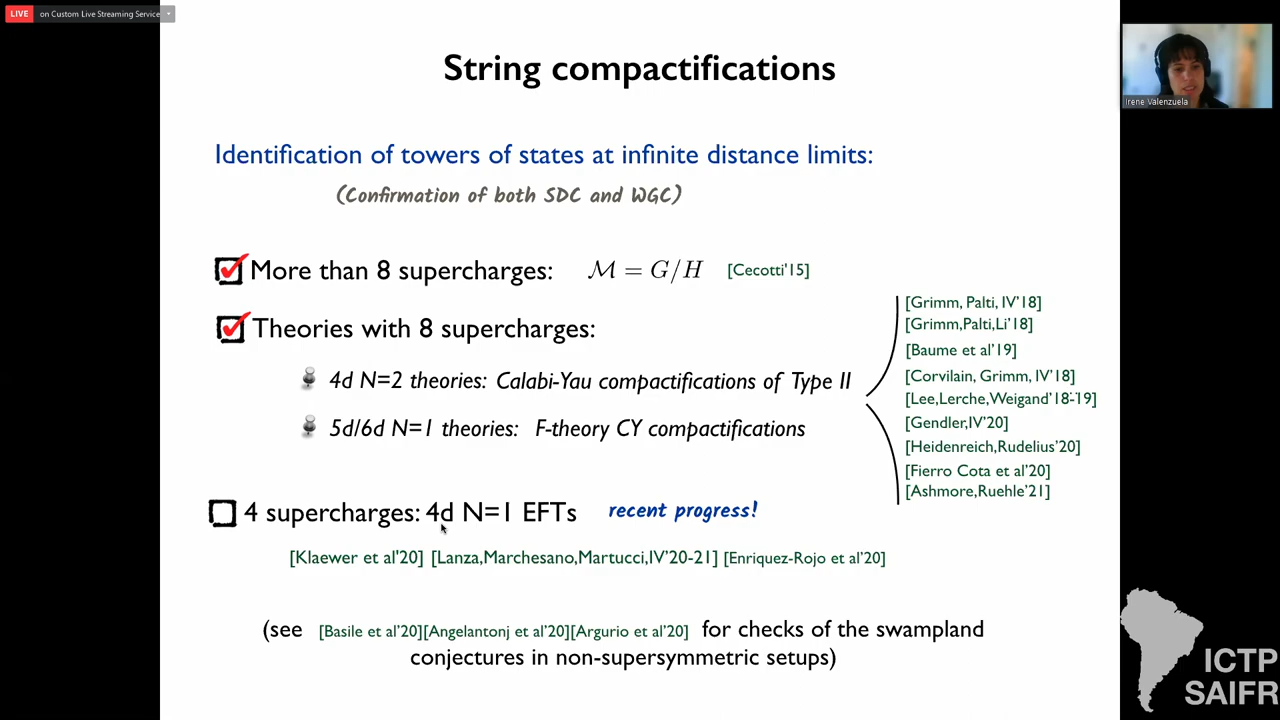 LIVE on Custom Live Streaming Service
String compactifications
Irene Valenzuela
Identification of towers of states at infinite distance limits:
(Confirmation of both SDC and WGC)
More than 8 supercharges: M = G/H [Cecotti'15]
Theories with 8 supercharges:
[Grimm, Palti, IV'18]
[Grimm,Palti,Li'18]
[Baume et al'19]
4d N=2 theories: Calabi-Yau compactifications of Type II
[Corvilain, Grimm, IV'18]
[Lee,Lerche,Weigand'18-19]
5d/6d N=1 theories: F-theory CY compactifications
[Gendler,IV'20]
[Heidenreich,Rudelius'20]
[Fierro Cota et al'20]
[Ashmore,Ruehle'21]
4 supercharges: 4d N=1 EFTs recent progress!
[Klaewer et al'20] [Lanza,Marchesano,Martucci,IV'20-21] [Enriquez-Rojo et al'20]
(see [Basile et al'20][Angelantonj et al'20][Argurio et al'20] for checks of the swampland
conjectures in non-supersymmetric setups)
ICTP
SAIFR